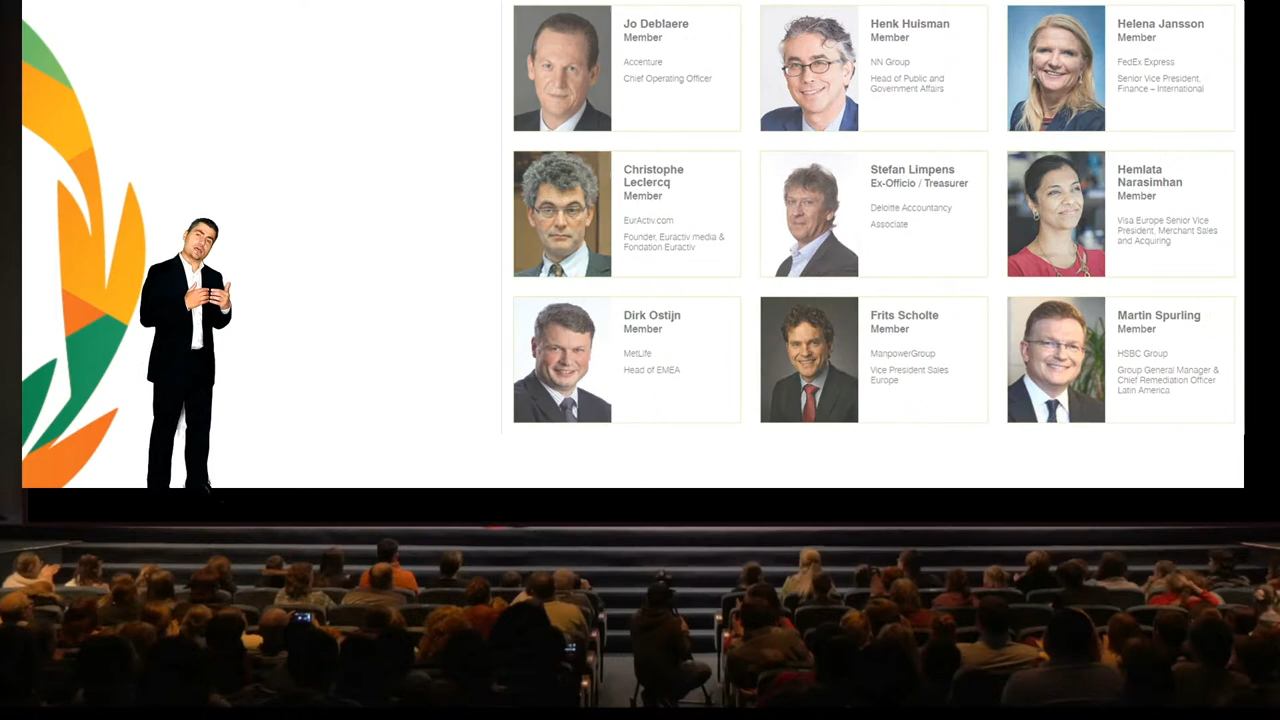 Jo Deblaere
Member
Accenture
Chief Operating Officer
Henk Huisman
Member
NN Group
Head of Public and
Government Affairs
Helena Jansson
Member
FedEx Express
Senior Vice President,
Finance – International
Christophe
Leclercq
Member
EurActiv.com
Founder, Euractiv media &
Fondation Euractiv
Stefan Limpens
Ex-Officio / Treasurer
Deloitte Accountancy
Associate
Hemlata
Narasimhan
Member
Visa Europe Senior Vice
President, Merchant Sales
and Acquiring
Dirk Ostijn
Member
MetLife
Head of EMEA
Frits Scholte
Member
ManpowerGroup
Vice President Sales
Europe
Martin Spurling
Member
HSBC Group
Group General Manager &
Chief Remediation Officer
Latin America